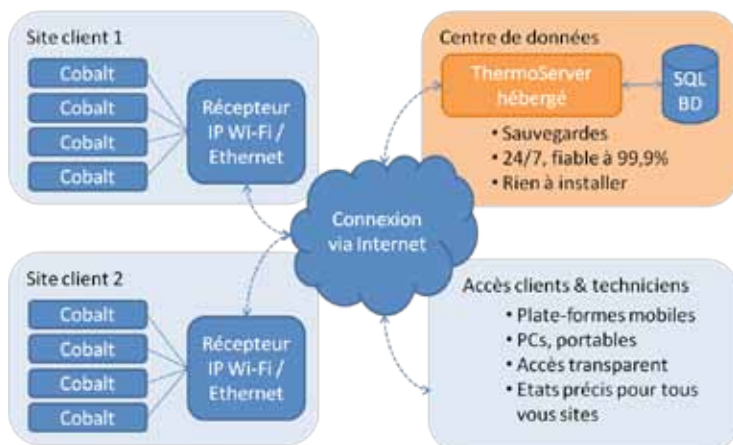 Site client 1
Cobalt
Cobalt
Cobalt
Cobalt
Récepteur
IP Wi-Fi /
Ethernet
Centre de données
ThermoServer
hébergé
SQL
BD
• Sauvegardes
• 24/7, fiable à 99,9%
• Rien à installer
Connexion
via Internet
Site client 2
Cobalt
Cobalt
Cobalt
Cobalt
Récepteur
IP Wi-Fi /
Ethernet
Accès clients & techniciens
• Plate-formes mobiles
• PCs, portables
• Accès transparent
• Etats précis pour tous
vous sites